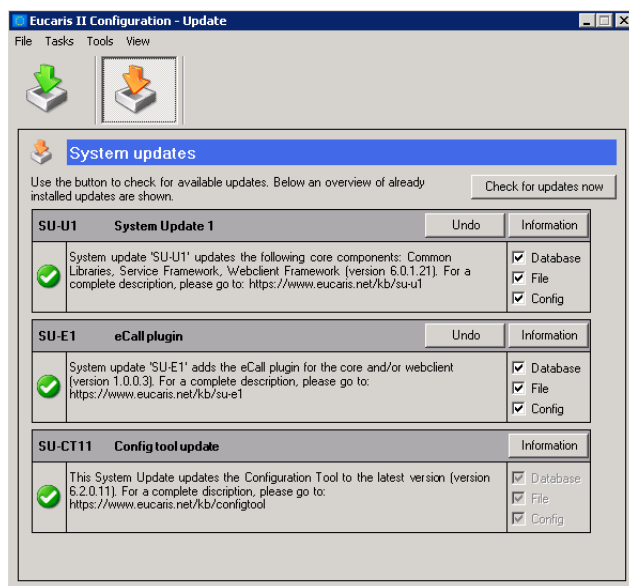 Eucaris II Configuration - Update
File Tasks Tools View
System updates
Use the button to check for available updates. Below an overview of already
installed updates are shown.
Check for updates now
SU-U1 System Update 1 Undo Information
System update 'SU-U1' updates the following core components: Common
Libraries, Service Framework, Webclient Framework (version 6.0.1.21). For a
complete description, please go to: https://www.eucaris.net/kb/su-u1
Database
File
Config
SU-E1 eCall plugin Undo Information
System update 'SU-E1' adds the eCall plugin for the core and/or webclient
(version 1.0.0.3). For a complete description, please go to:
https://www.eucaris.net/kb/su-e1
Database
File
Config
SU-CT11 Config tool update Information
This System Update updates the Configuration Tool to the latest version (version
6.2.0.11). For a complete discription, please go to:
https://www.eucaris.net/kb/configtool
Database
File
Config